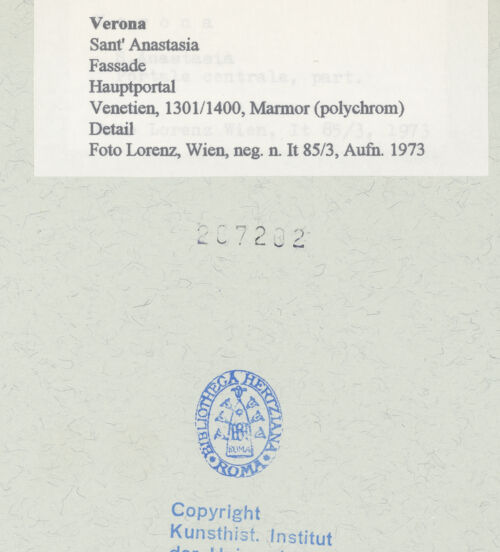 Verona
Sant' Anastasia
Fassade
Hauptportal
Venetien, 1301/1400, Marmor (polychrom)
Detail
Foto Lorenz, Wien, neg. n. It 85/3, Aufn. 1973
207202
BIBLIOTHECA HERTZIANA
ROMA
ROMA
Copyright
Kunsthist. Institut